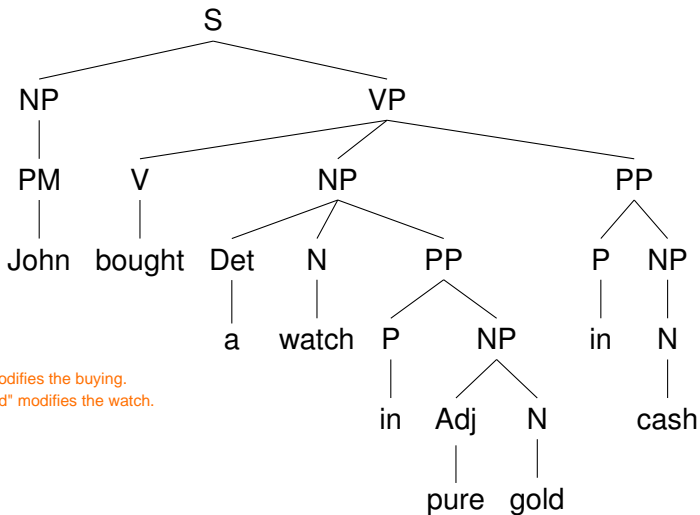 S
NP VP
PM V NP PP
John bought Det N PP P NP
a watch P NP in N
odifies the buying.
d" modifies the watch.
in Adj N cash
pure gold